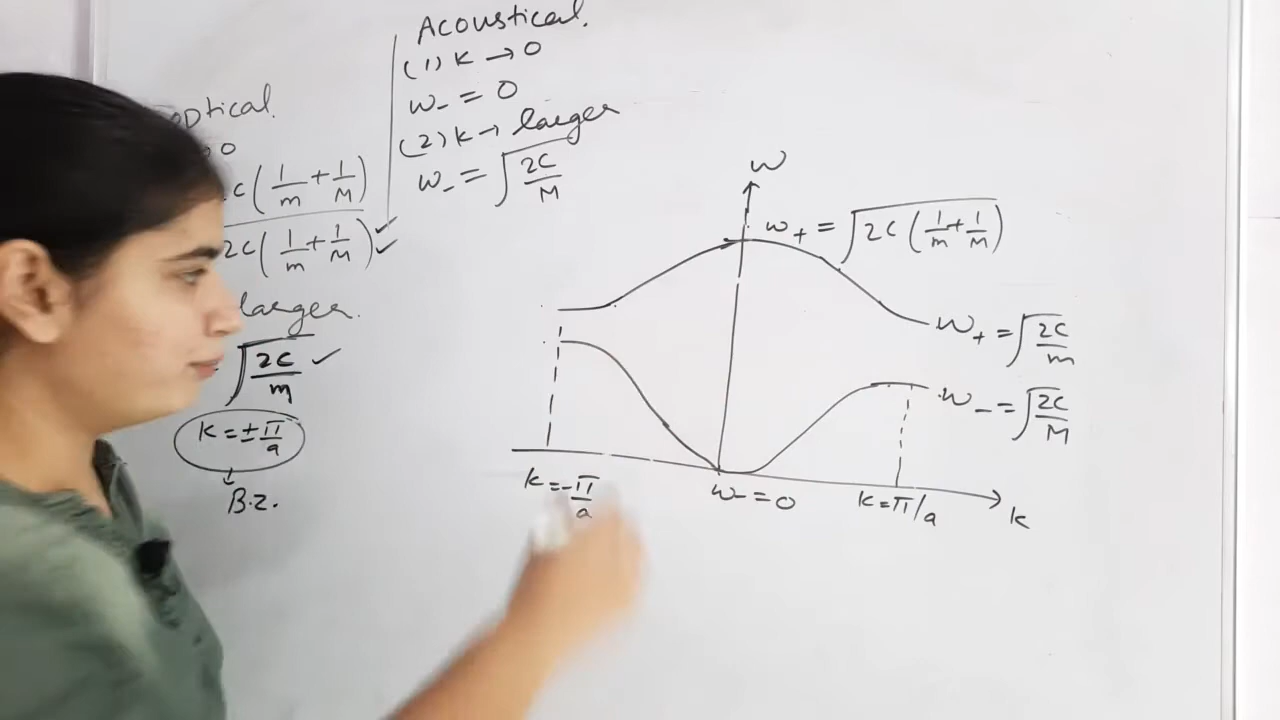 optical.
0
C(1/m + 1/M)
2C(1/m + 1/M) ✓✓
larger.
√(2C/m) ✓
K = ± π/a
B.Z.
Acoustical.
(1) K → 0
ω₋ = 0
(2) K → larger
ω₋ = √(2C/M)
ω
ω₊ = √(2C(1/m + 1/M))
ω₊ = √(2C/m)
ω₋ = √(2C/M)
K = -π/a
ω₋ = 0
K = π/a
K